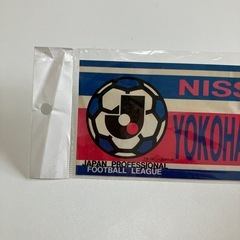 NISS
YOKOHA
JAPAN PROFESSIONAL
FOOTBALL LEAGUE